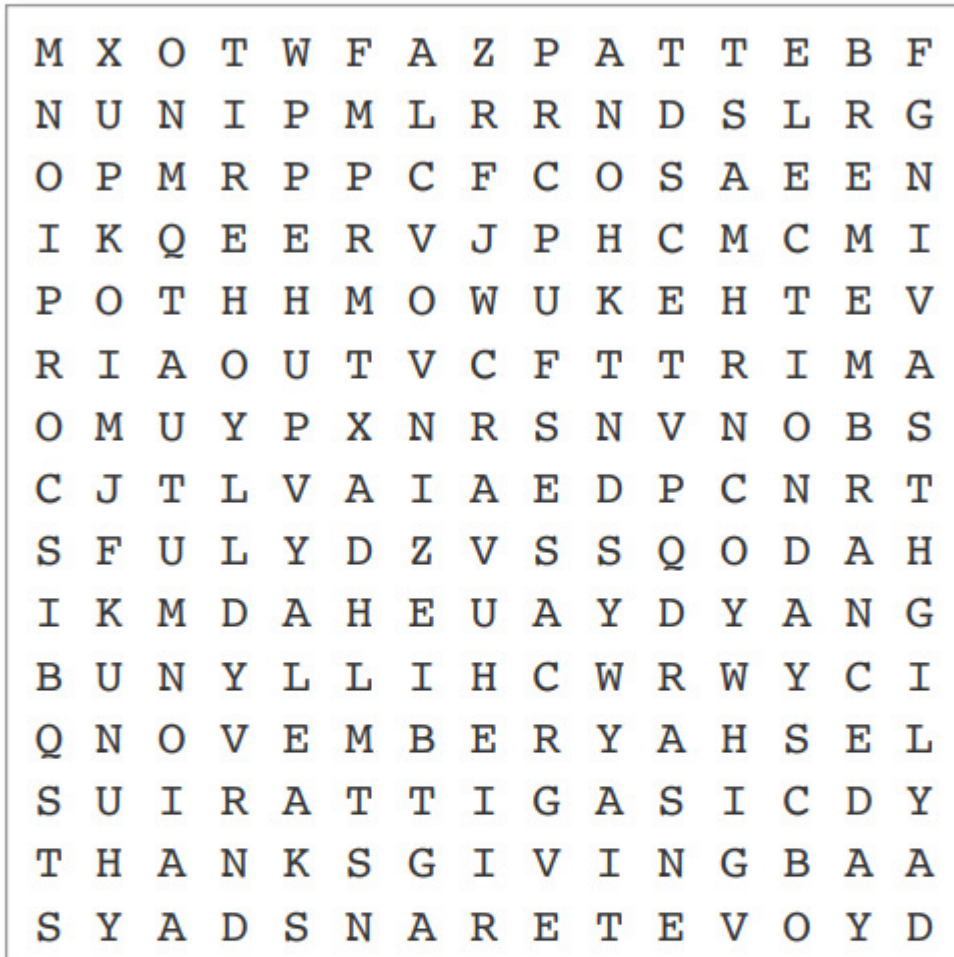 M X O T W F A Z P A T T E B F
N U N I P M L R R N D S L R G
O P M R P P C F C O S A E E N
I K Q E E R V J P H C M C M I
P O T H H M O W U K E H T E V
R I A O U T V C F T T R I M A
O M U Y P X N R S N V N O B S
C J T L V A I A E D P C N R T
S F U L Y D Z V S S Q O D A H
I K M D A H E U A Y D Y A N G
B U N Y L L I H C W R W Y C I
Q N O V E M B E R Y A H S E L
S U I R A T T I G A S I C D Y
T H A N K S G I V I N G B A A
S Y A D S N A R E T E V O Y D